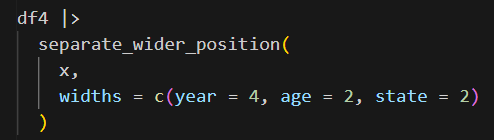 df4 |>
  separate_wider_position(
    x,
    widths = c(year = 4, age = 2, state = 2)
  )